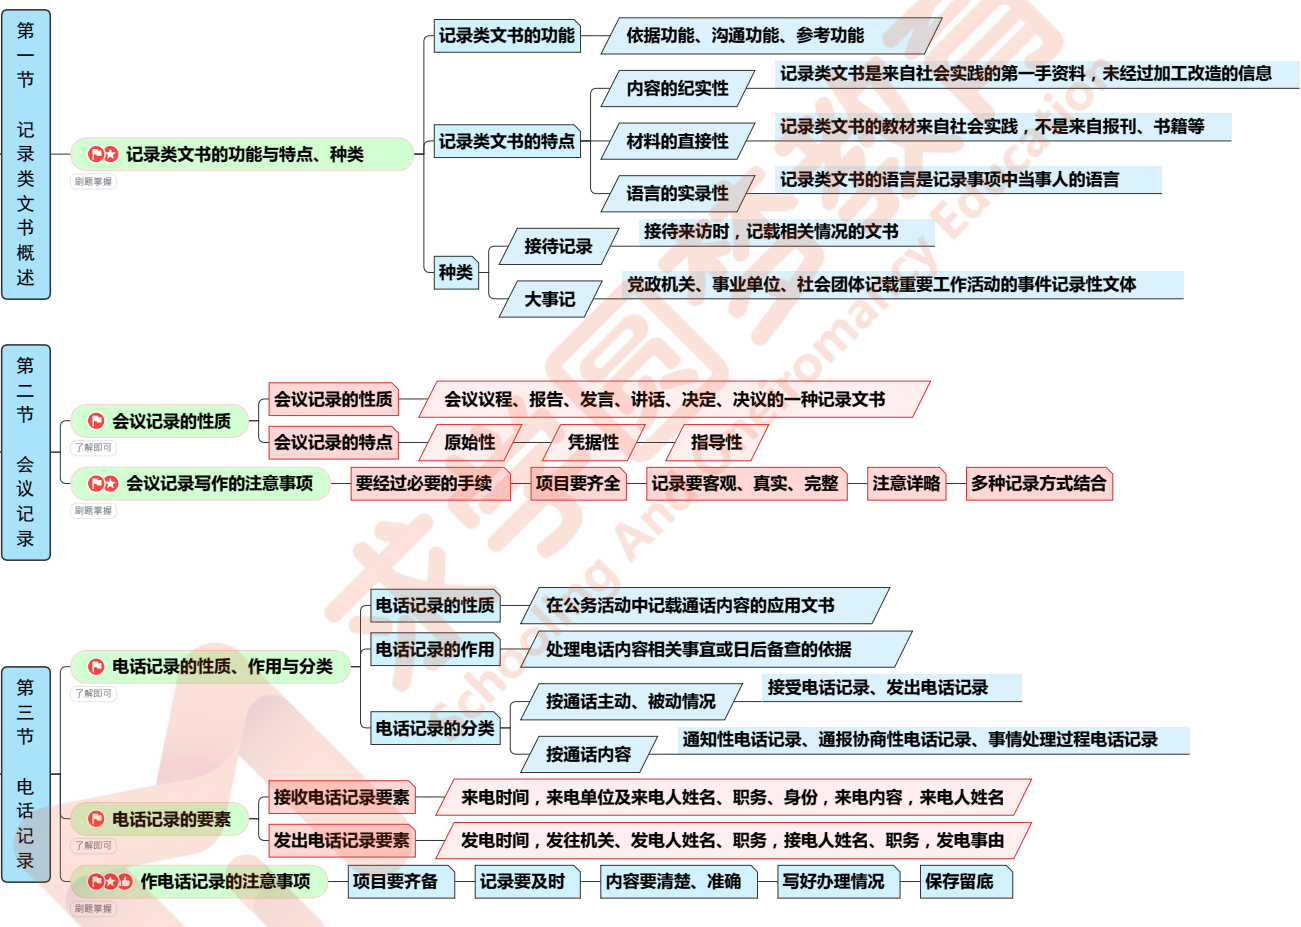 第一节 记录类文书概述
记录类文书的功能与特点、种类
刷题掌握
记录类文书的功能
依据功能、沟通功能、参考功能
记录类文书的特点
内容的纪实性
记录类文书是来自社会实践的第一手资料，未经过加工改造的信息
材料的直接性
记录类文书的教材来自社会实践，不是来自报刊、书籍等
语言的实录性
记录类文书的语言是记录事项中当事人的语言
种类
接待记录
接待来访时，记载相关情况的文书
大事记
党政机关、事业单位、社会团体记载重要工作活动的事件记录性文体
第二节 会议记录
会议记录的性质
了解即可
会议记录的性质
会议议程、报告、发言、讲话、决定、决议的一种记录文书
会议记录的特点
原始性
凭据性
指导性
会议记录写作的注意事项
刷题掌握
要经过必要的手续
项目要齐全
记录要客观、真实、完整
注意详略
多种记录方式结合
第三节 电话记录
电话记录的性质、作用与分类
了解即可
电话记录的性质
在公务活动中记载通话内容的应用文书
电话记录的作用
处理电话内容相关事宜或日后备查的依据
电话记录的分类
按通话主动、被动情况
接受电话记录、发出电话记录
按通话内容
通知性电话记录、通报协商性电话记录、事情处理过程电话记录
电话记录的要素
了解即可
接收电话记录要素
来电时间，来电单位及来电人姓名、职务、身份，来电内容，来电人姓名
发出电话记录要素
发电时间，发往机关、发电人姓名、职务，接电人姓名、职务，发电事由
作电话记录的注意事项
刷题掌握
项目要齐备
记录要及时
内容要清楚、准确
写好办理情况
保存留底
求学圆梦教育
Schooling And Oneiromancy Education